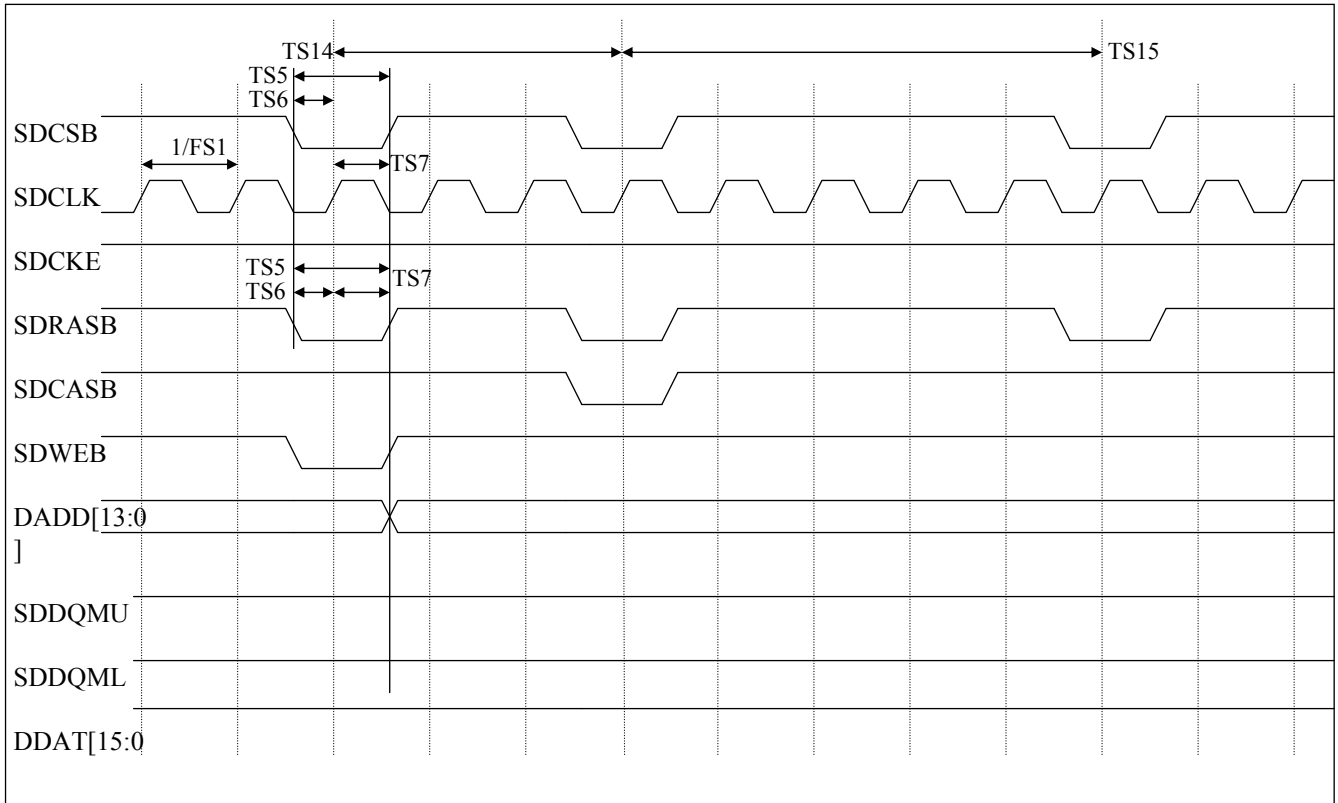 TS14
TS15
TS5
TS6
SDCSB
1/FS1
TS7
SDCLK
SDCKE
TS5
TS7
TS6
SDRASB
SDCASB
SDWEB
DADD[13:0
]
SDDQMU
SDDQML
DDAT[15:0